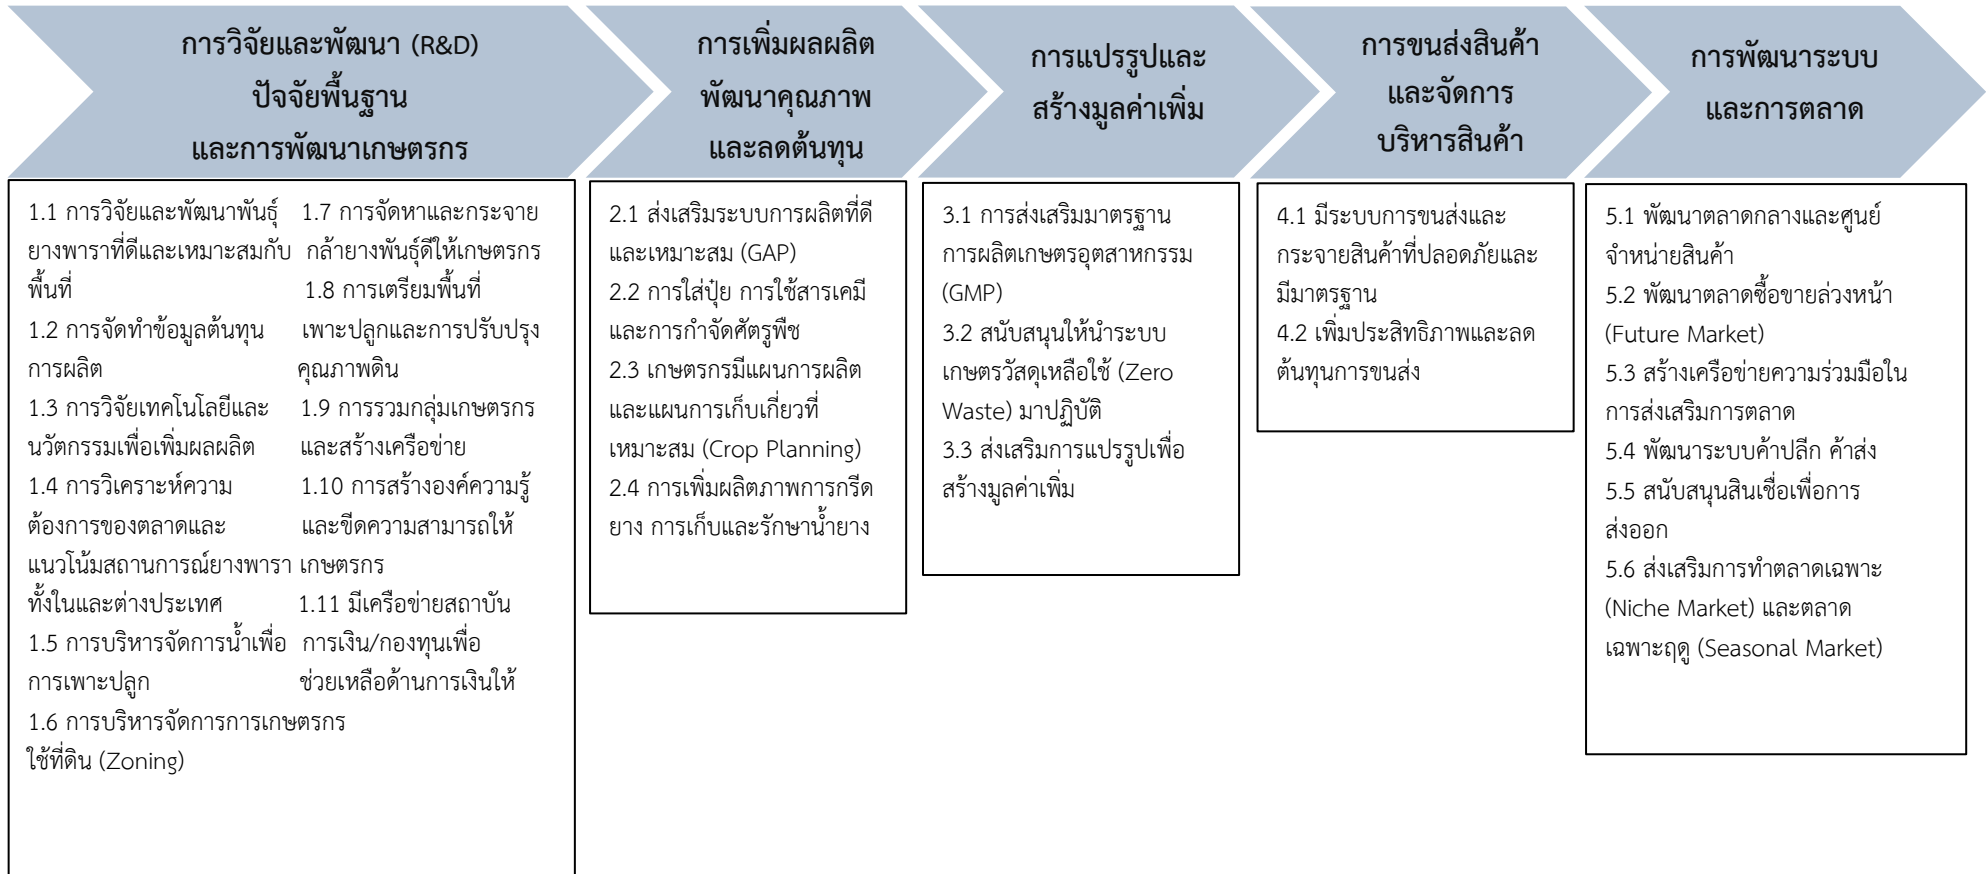 การวิจัยและพัฒนา (R&D)
ปัจจัยพื้นฐาน
และการพัฒนาเกษตรกร
การเพิ่มผลผลิต
พัฒนาคุณภาพ
และลดต้นทุน
การแปรรูปและ
สร้างมูลค่าเพิ่ม
การขนส่งสินค้า
และจัดการ
บริหารสินค้า
การพัฒนาระบบ
และการตลาด
1.1 การวิจัยและพัฒนาพันธุ์
ยางพาราที่ดีและเหมาะสมกับ
พื้นที่
1.2 การจัดทำข้อมูลต้นทุน
การผลิต
1.3 การวิจัยเทคโนโลยีและ
นวัตกรรมเพื่อเพิ่มผลผลิต
1.4 การวิเคราะห์ความ
ต้องการของตลาดและ
แนวโน้มสถานการณ์ยางพารา
ทั้งในและต่างประเทศ
1.5 การบริหารจัดการน้ำเพื่อ
การเพาะปลูก
1.6 การบริหารจัดการการเกษตรกร
ใช้ที่ดิน (Zoning)
1.7 การจัดหาและกระจาย
กล้ายางพันธุ์ดีให้เกษตรกร
1.8 การเตรียมพื้นที่
เพาะปลูกและการปรับปรุง
คุณภาพดิน
1.9 การรวมกลุ่มเกษตรกร
และสร้างเครือข่าย
1.10 การสร้างองค์ความรู้
และขีดความสามารถให้
เกษตรกร
1.11 มีเครือข่ายสถาบัน
การเงิน/กองทุนเพื่อ
ช่วยเหลือด้านการเงินให้
2.1 ส่งเสริมระบบการผลิตที่ดี
และเหมาะสม (GAP)
2.2 การใส่ปุ๋ย การใช้สารเคมี
และการกำจัดศัตรูพืช
2.3 เกษตรกรมีแผนการผลิต
และแผนการเก็บเกี่ยวที่
เหมาะสม (Crop Planning)
2.4 การเพิ่มผลิตภาพการกรีด
ยาง การเก็บและรักษาน้ำยาง
3.1 การส่งเสริมมาตรฐาน
การผลิตเกษตรอุตสาหกรรม
(GMP)
3.2 สนับสนุนให้นำระบบ
เกษตรวัสดุเหลือใช้ (Zero
Waste) มาปฏิบัติ
3.3 ส่งเสริมการแปรรูปเพื่อ
สร้างมูลค่าเพิ่ม
4.1 มีระบบการขนส่งและ
กระจายสินค้าที่ปลอดภัยและ
มีมาตรฐาน
4.2 เพิ่มประสิทธิภาพและลด
ต้นทุนการขนส่ง
5.1 พัฒนาตลาดกลางและศูนย์
จำหน่ายสินค้า
5.2 พัฒนาตลาดซื้อขายล่วงหน้า
(Future Market)
5.3 สร้างเครือข่ายความร่วมมือใน
การส่งเสริมการตลาด
5.4 พัฒนาระบบค้าปลีก ค้าส่ง
5.5 สนับสนุนสินเชื่อเพื่อการ
ส่งออก
5.6 ส่งเสริมการทำตลาดเฉพาะ
(Niche Market) และตลาด
เฉพาะฤดู (Seasonal Market)